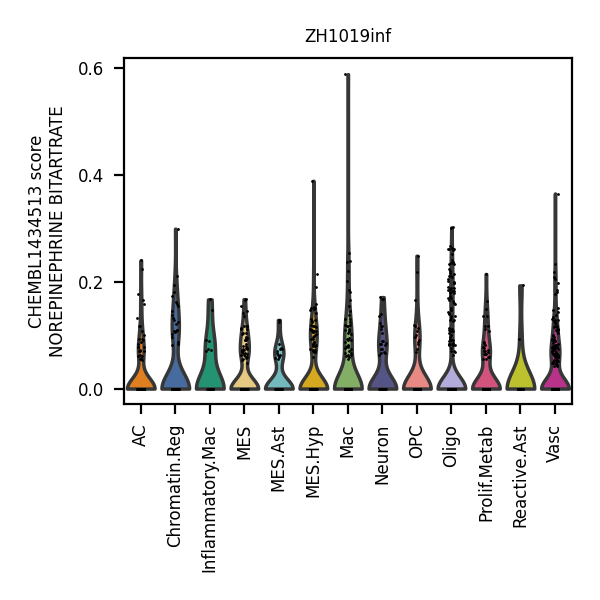 ZH1019inf
CHEMBL1434513 score
NOREPINEPHRINE BITARTRATE
0.6
0.4
0.2
0.0
AC
Chromatin.Reg
Inflammatory.Mac
MES
MES.Ast
MES.Hyp
Mac
Neuron
OPC
Oligo
Prolif.Metab
Reactive.Ast
Vasc